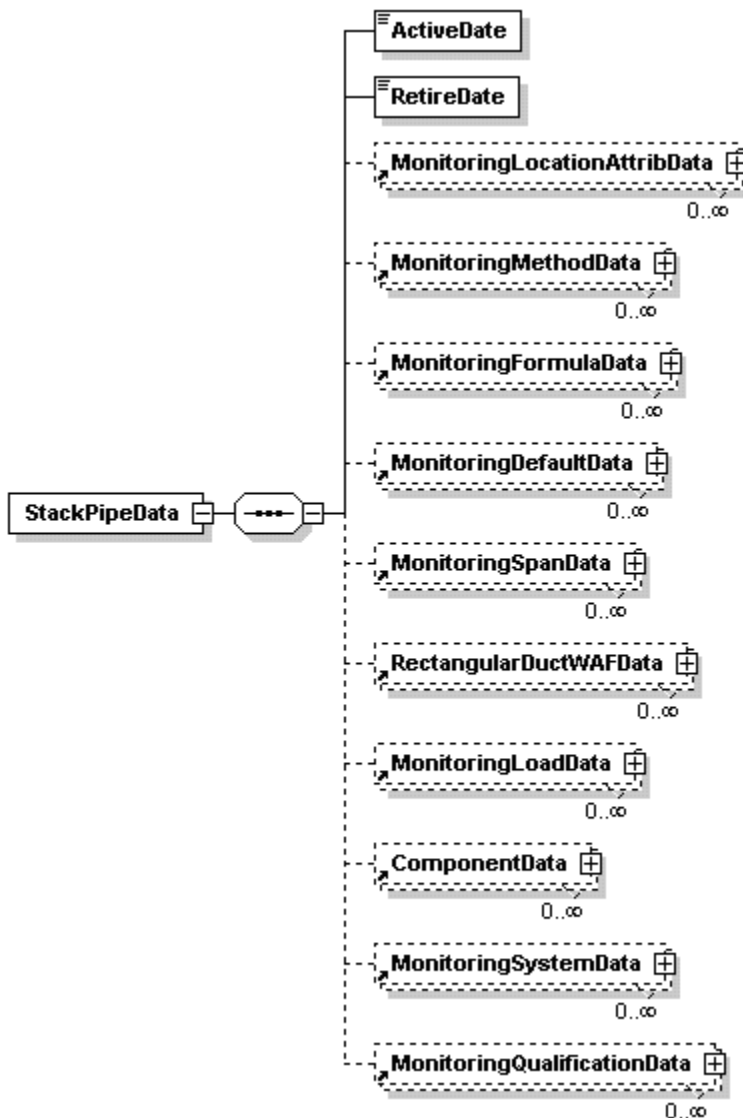 ActiveDate
RetireDate
MonitoringLocationAttribData
0..∞
MonitoringMethodData
0..∞
MonitoringFormulaData
0..∞
MonitoringDefaultData
0..∞
StackPipeData
MonitoringSpanData
0..∞
RectangularDuctWAFData
0..∞
MonitoringLoadData
0..∞
ComponentData
0..∞
MonitoringSystemData
0..∞
MonitoringQualificationData
0..∞